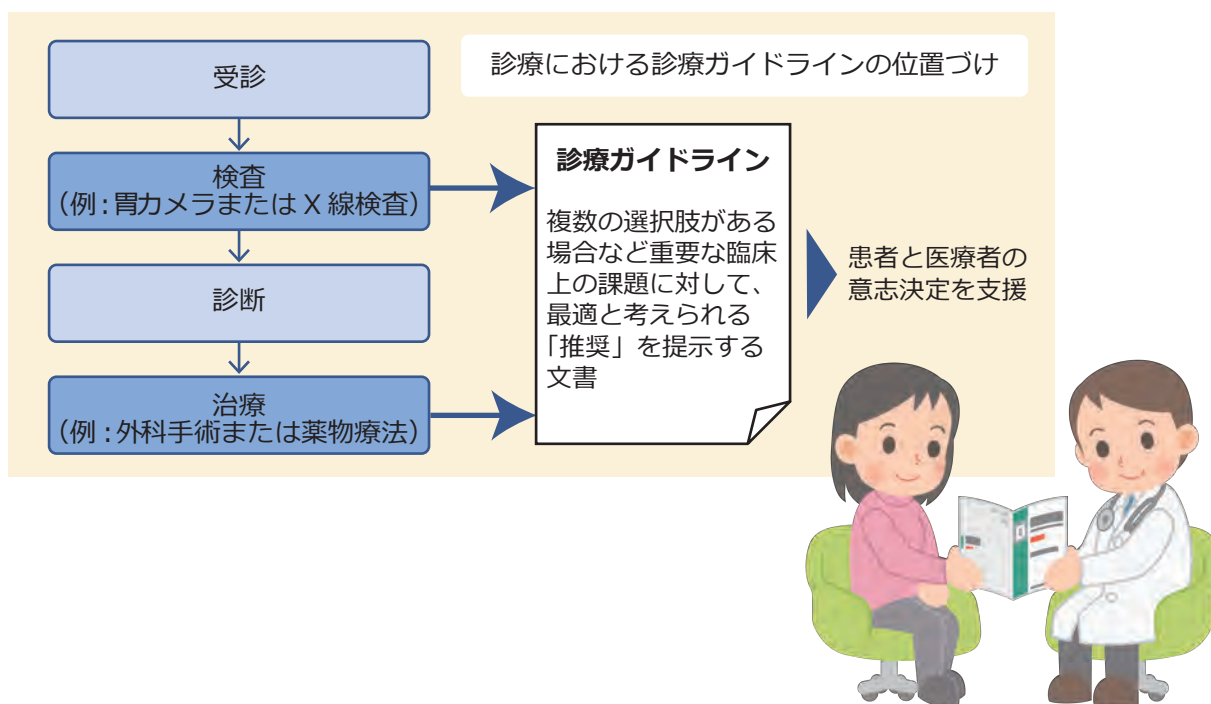 診療における診療ガイドラインの位置づけ
受診
検査
(例:胃カメラまたは X 線検査)
診断
治療
(例:外科手術または薬物療法)
診療ガイドライン
複数の選択肢がある
場合など重要な臨床
上の課題に対して、
最適と考えられる
「推奨」を提示する
文書
患者と医療者の
意志決定を支援